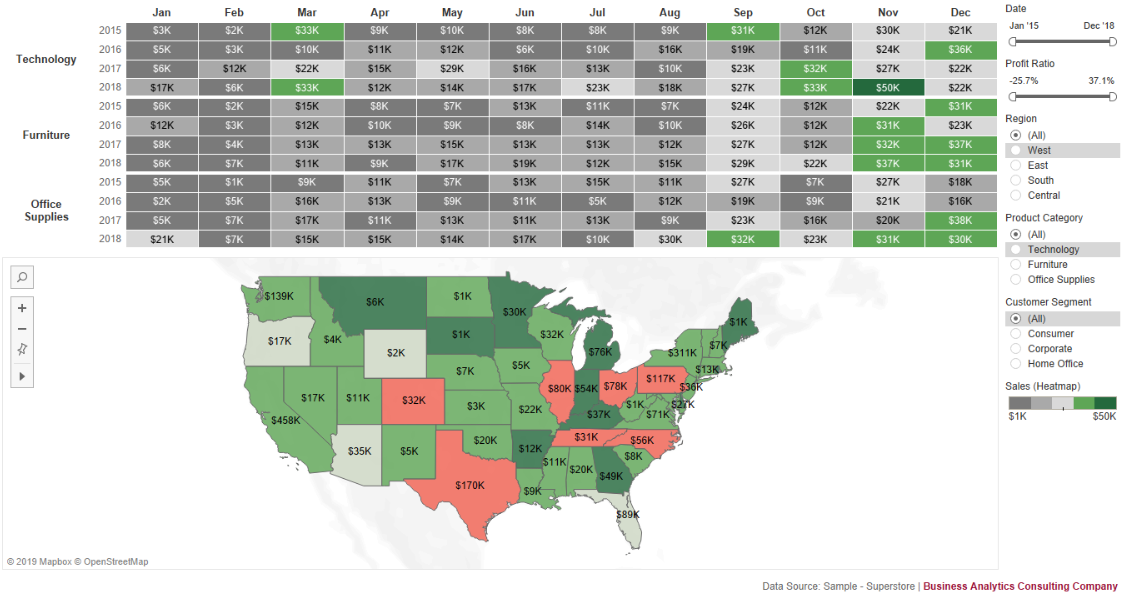 Jan Feb Mar Apr May Jun Jul Aug Sep Oct Nov Dec
Technology
2015 $3K $2K $33K $9K $10K $8K $8K $9K $31K $12K $30K $21K
2016 $5K $3K $10K $11K $12K $6K $10K $16K $19K $11K $24K $36K
2017 $6K $12K $22K $15K $29K $16K $13K $10K $23K $32K $27K $22K
2018 $17K $6K $33K $12K $14K $17K $23K $18K $27K $33K $50K $22K
Furniture
2015 $6K $2K $15K $8K $7K $13K $11K $7K $24K $12K $22K $31K
2016 $12K $3K $12K $10K $9K $8K $14K $10K $26K $12K $31K $23K
2017 $8K $4K $13K $13K $15K $13K $13K $12K $27K $12K $32K $37K
2018 $6K $7K $11K $9K $17K $19K $12K $15K $29K $22K $37K $31K
Office
Supplies
2015 $5K $1K $9K $11K $7K $13K $15K $11K $27K $7K $27K $18K
2016 $2K $5K $16K $13K $9K $11K $5K $12K $19K $9K $21K $16K
2017 $5K $7K $17K $11K $13K $11K $13K $9K $23K $16K $20K $38K
2018 $21K $7K $15K $15K $14K $17K $10K $30K $32K $23K $31K $30K
Date
Jan '15 Dec '18
Profit Ratio
-25.7% 37.1%
Region
(All)
West
East
South
Central
Product Category
(All)
Technology
Furniture
Office Supplies
Customer Segment
(All)
Consumer
Corporate
Home Office
Sales (Heatmap)
$1K $50K
$139K
$6K
$1K
$30K
$1K
$17K
$4K
$2K
$1K
$32K
$76K
$311K
$7K
$5K
$7K
$13K
$458K
$17K
$11K
$32K
$3K
$22K
$80K
$54K
$78K
$117K
$36K
$27K
$1K
$71K
$37K
$35K
$5K
$20K
$12K
$31K
$56K
$8K
$170K
$9K
$11K
$20K
$49K
$89K
© 2019 Mapbox © OpenStreetMap
Data Source: Sample - Superstore | Business Analytics Consulting Company